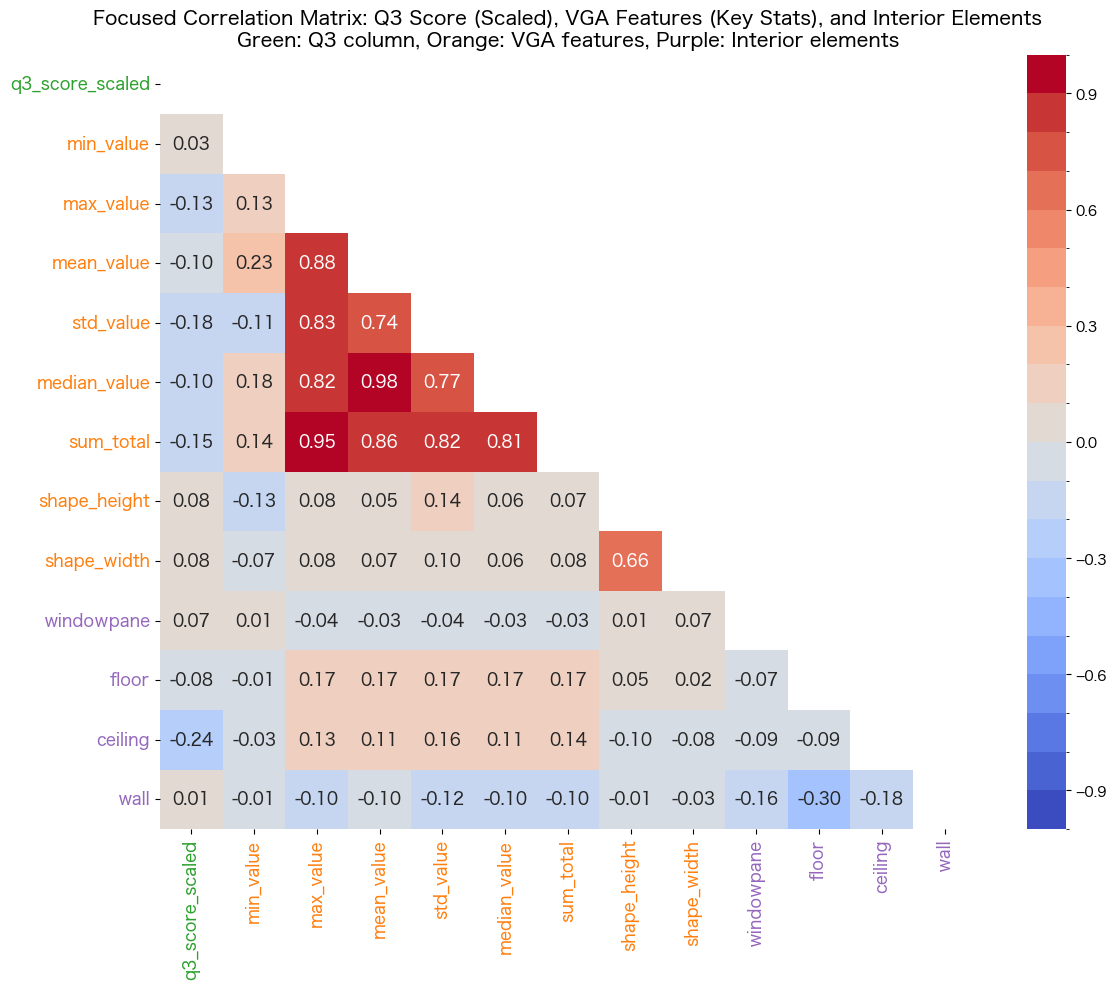 Focused Correlation Matrix: Q3 Score (Scaled), VGA Features (Key Stats), and Interior Elements
Green: Q3 column, Orange: VGA features, Purple: Interior elements
q3_score_scaled
min_value 0.03
max_value -0.13 0.13
mean_value -0.10 0.23 0.88
std_value -0.18 -0.11 0.83 0.74
median_value -0.10 0.18 0.82 0.98 0.77
sum_total -0.15 0.14 0.95 0.86 0.82 0.81
shape_height 0.08 -0.13 0.08 0.05 0.14 0.06 0.07
shape_width 0.08 -0.07 0.08 0.07 0.10 0.06 0.08 0.66
windowpane 0.07 0.01 -0.04 -0.03 -0.04 -0.03 -0.03 0.01 0.07
floor -0.08 -0.01 0.17 0.17 0.17 0.17 0.17 0.05 0.02 -0.07
ceiling -0.24 -0.03 0.13 0.11 0.16 0.11 0.14 -0.10 -0.08 -0.09 -0.09
wall 0.01 -0.01 -0.10 -0.10 -0.12 -0.10 -0.10 -0.01 -0.03 -0.16 -0.30 -0.18
q3_score_scaled
min_value
max_value
mean_value
std_value
median_value
sum_total
shape_height
shape_width
windowpane
floor
ceiling
wall
0.9
0.6
0.3
0.0
−0.3
−0.6
−0.9